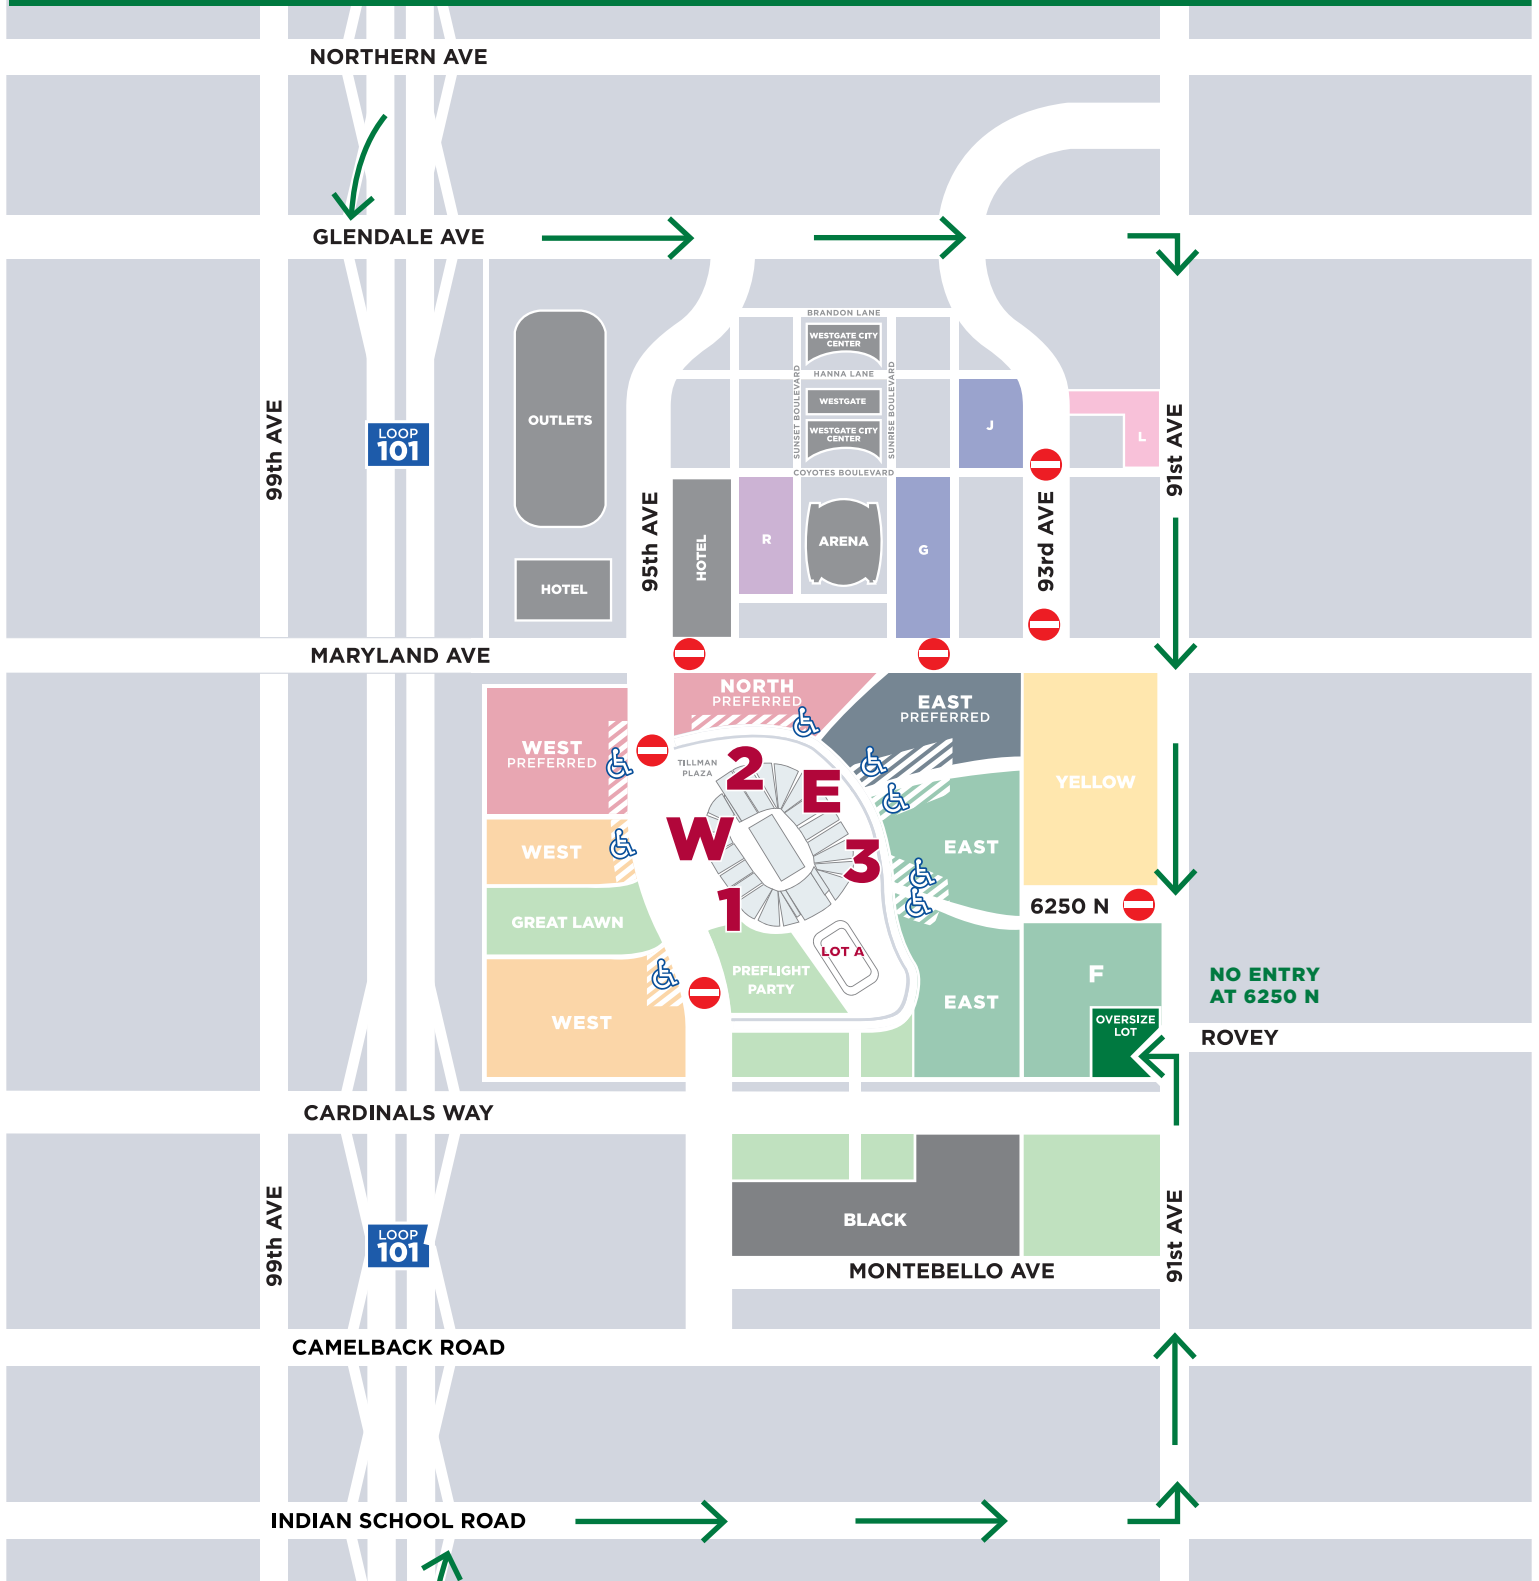 NORTHERN AVE
GLENDALE AVE
BRANDON LANE
WESTGATE CITY
CENTER
HANNA LANE
SUNSET BOULEVARD
SUNRISE BOULEVARD
WESTGATE
WESTGATE CITY
CENTER
COYOTES BOULEVARD
OUTLETS
J
L
99th AVE
LOOP
101
91st AVE
95th AVE
HOTEL
R
ARENA
G
93rd AVE
HOTEL
MARYLAND AVE
NORTH
PREFERRED
EAST
PREFERRED
WEST
PREFERRED
TILLMAN
PLAZA
2
E
YELLOW
W
3
WEST
EAST
1
6250 N
GREAT LAWN
LOT A
PREFLIGHT
PARTY
F
NO ENTRY
AT 6250 N
EAST
WEST
OVERSIZE
LOT
ROVEY
CARDINALS WAY
99th AVE
LOOP
101
BLACK
91st AVE
MONTEBELLO AVE
CAMELBACK ROAD
INDIAN SCHOOL ROAD